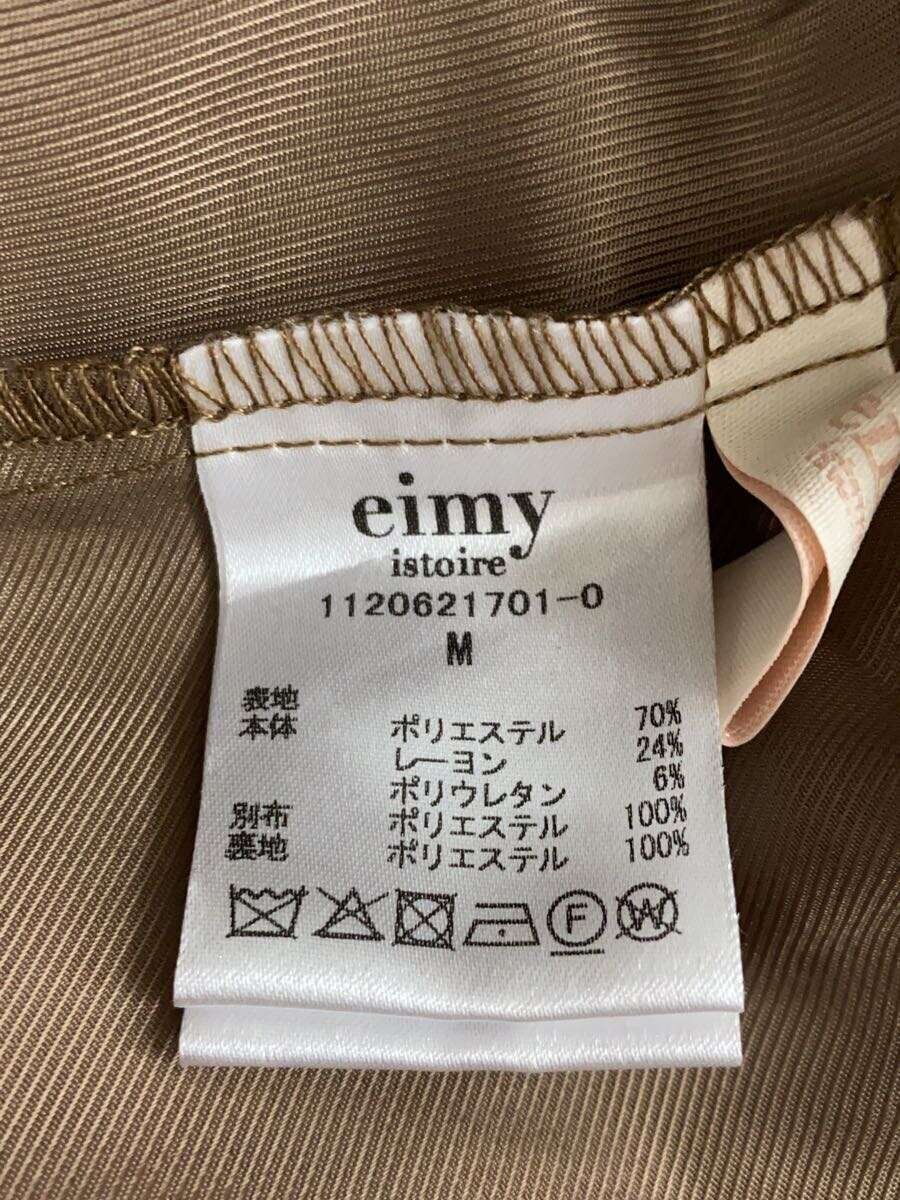 eimy
istoire
1120621701-0
M
表地
本体 ポリエステル 70%
レーヨン 24%
ポリウレタン 6%
別布 ポリエステル 100%
裏地 ポリエステル 100%
F W